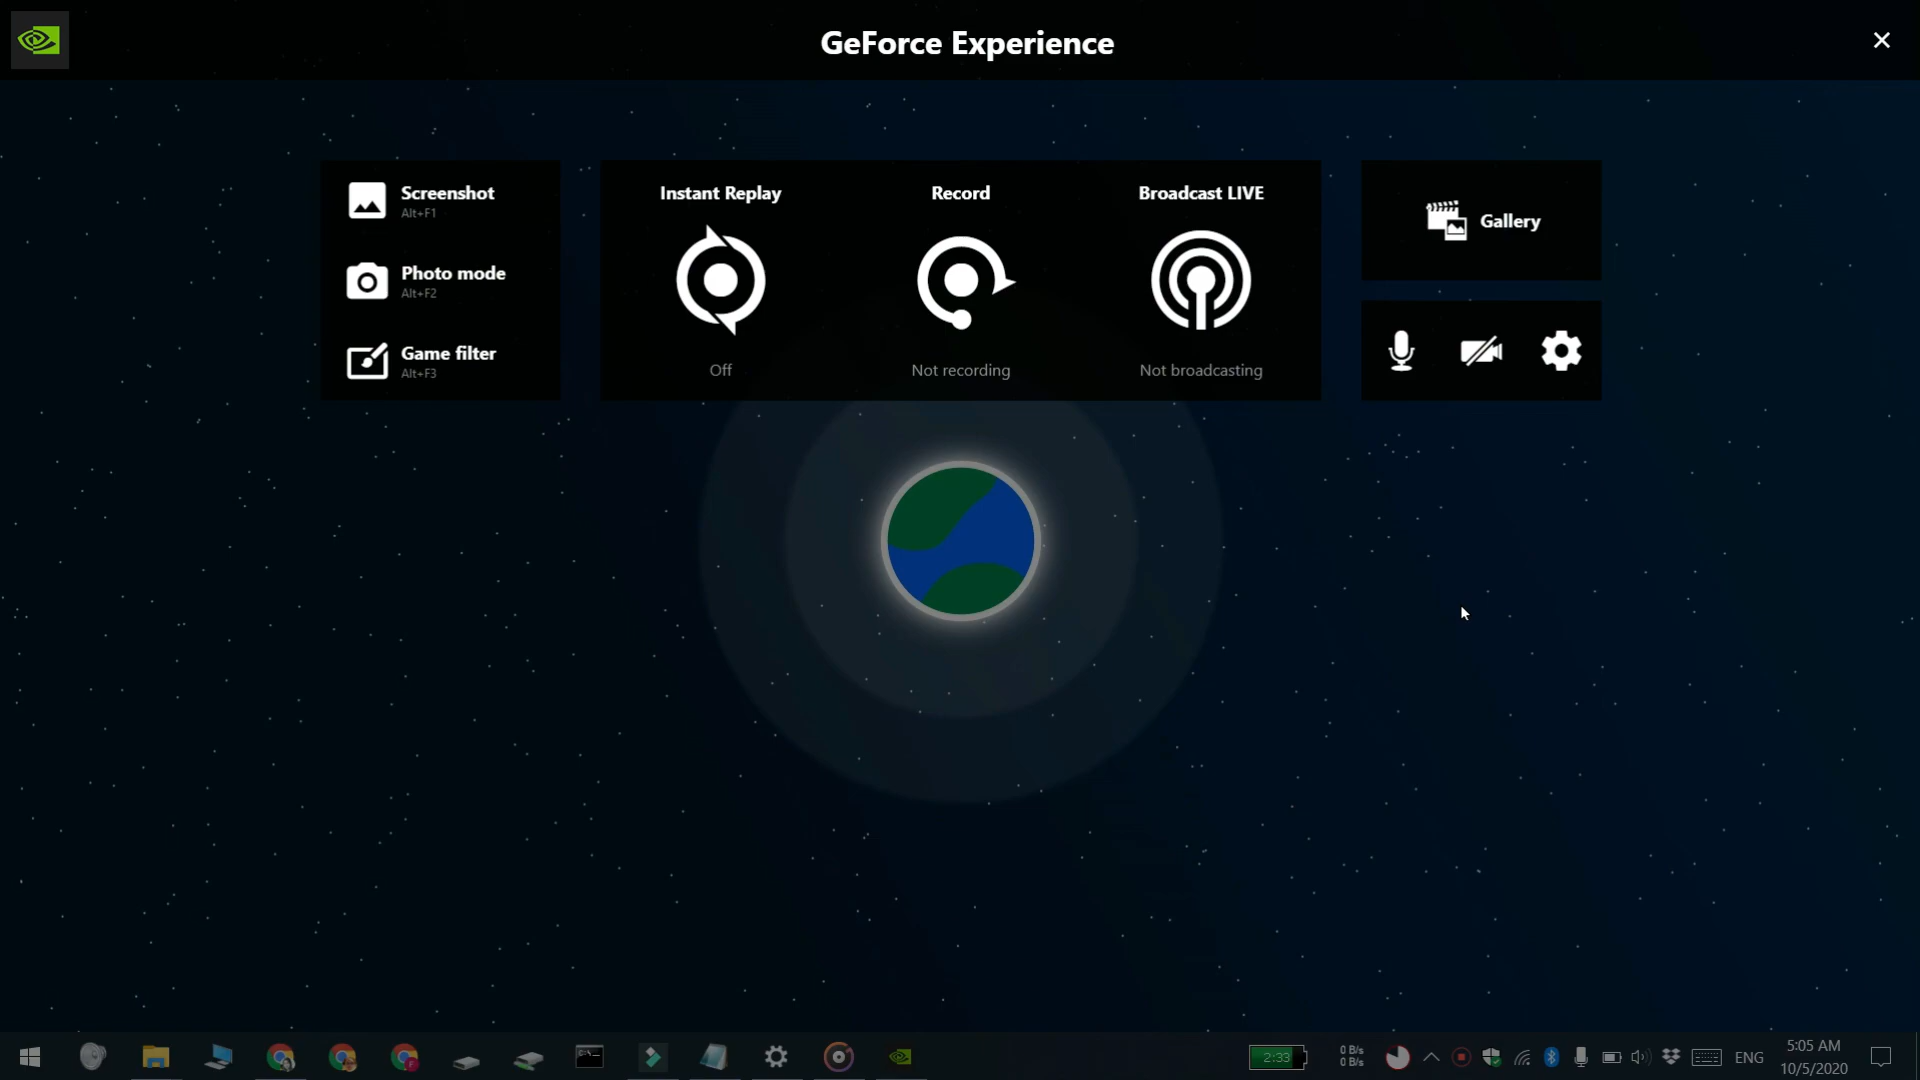 GeForce Experience
Screenshot
Alt+F1
Photo mode
Alt+F2
Game filter
Alt+F3
Instant Replay
Off
Record
Not recording
Broadcast LIVE
Not broadcasting
Gallery
2:33
0 B/s
0 B/s
ENG
5:05 AM
10/5/2020